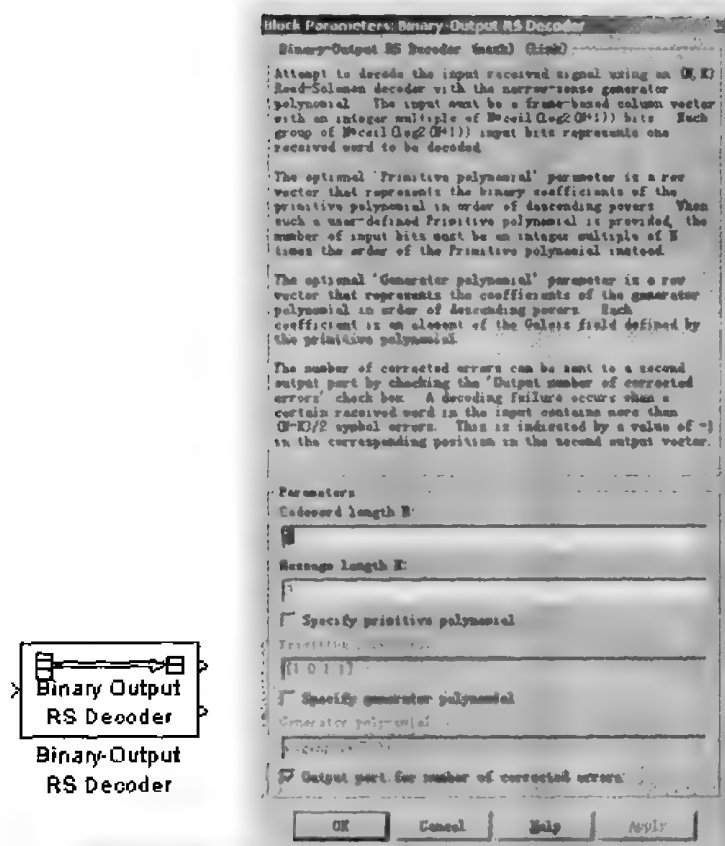 Block Parameters: Binary-Output RS Decoder
Binary-Output RS Decoder (mask) (link)
Attempt to decode the input received signal using an (N,K)
Reed-Solomon decoder with the narrow-sense generator
polynomial. The input must be a frame-based column vector
with an integer multiple of N*ceil(log2(N+1)) bits. Each
group of N*ceil(log2(N+1)) input bits represents one
received word to be decoded.
The optional 'Primitive polynomial' parameter is a row
vector that represents the binary coefficients of the
primitive polynomial in order of descending powers. When
such a user-defined Primitive polynomial is provided, the
number of input bits must be an integer multiple of N
times the order of the Primitive polynomial instead.
The optional 'Generator polynomial' parameter is a row
vector that represents the coefficients of the generator
polynomial in order of descending powers. Each
coefficient is an element of the Galois field defined by
the primitive polynomial.
The number of corrected errors can be sent to a second
output port by checking the 'Output number of corrected
errors' check box. A decoding failure occurs when a
certain received word in the input contains more than
(N-K)/2 symbol errors. This is indicated by a value of -1
in the corresponding position in the second output vector.
Parameters
Codeword length N:
Message length K:
Specify primitive polynomial
[1 0 1 1]
Specify generator polynomial
Generator polynomial
Output port for number of corrected errors
OK Cancel Help Apply
Binary Output
RS Decoder
Binary-Output
RS Decoder